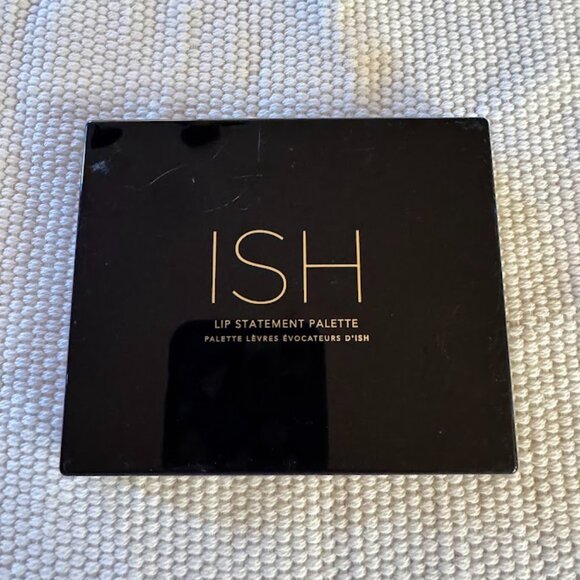 ISH
LIP STATEMENT PALETTE
PALETTE LÈVRES ÉVOCATEURS D'ISH